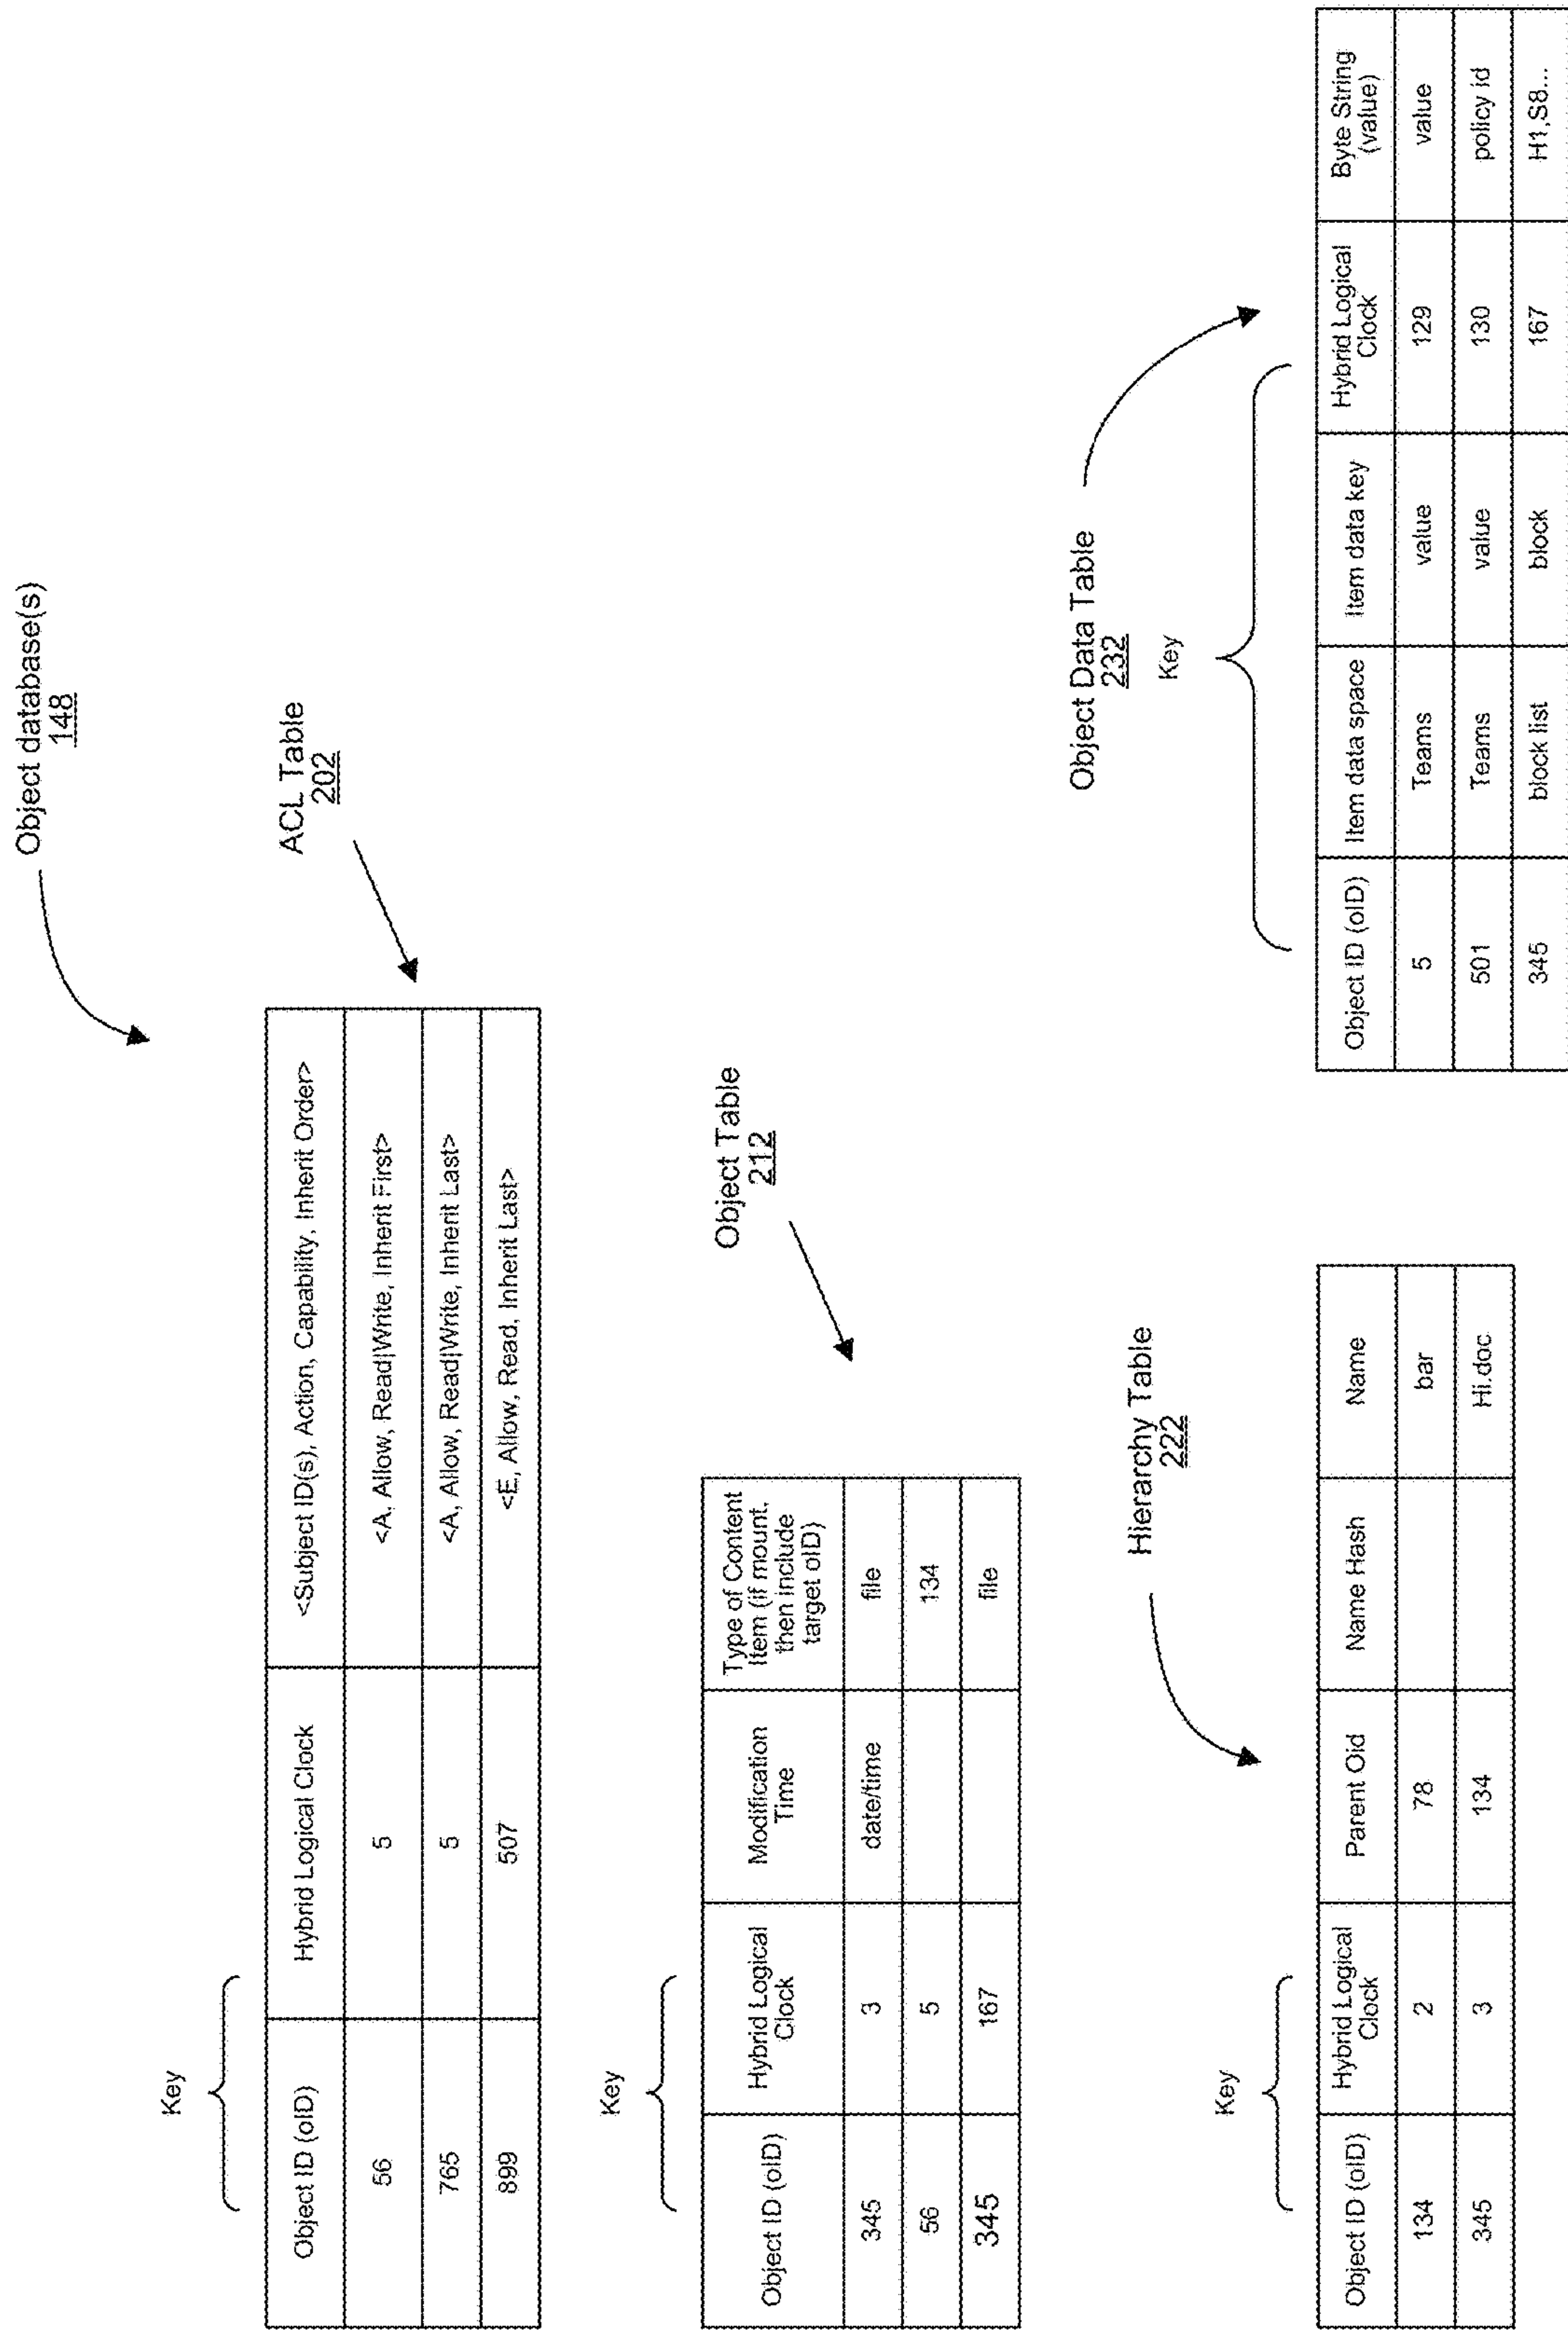 Object database(s)
148
ACL Table
202
Key
Object ID (oID) Hybrid Logical Clock <Subject ID(s), Action, Capability, Inherit Order>
56 5 <A, Allow, Read|Write, Inherit First>
765 5 <A, Allow, Read|Write, Inherit Last>
899 507 <E, Allow, Read, Inherit Last>
Object Table
212
Key
Object ID (oID) Hybrid Logical Clock Modification Time Type of Content Item (if mount, then include target oID)
345 3 date/time file
56 5 134
345 167 file
Hierarchy Table
222
Key
Object ID (oID) Hybrid Logical Clock Parent Oid Name Hash Name
134 2 78 bar
345 3 134 Hi.doc
Object Data Table
232
Key
Object ID (oID) Item data space Item data key Hybrid Logical Clock Byte String (value)
5 Teams value 129 value
501 Teams value 130 policy id
345 block list block 167 H1,S8...